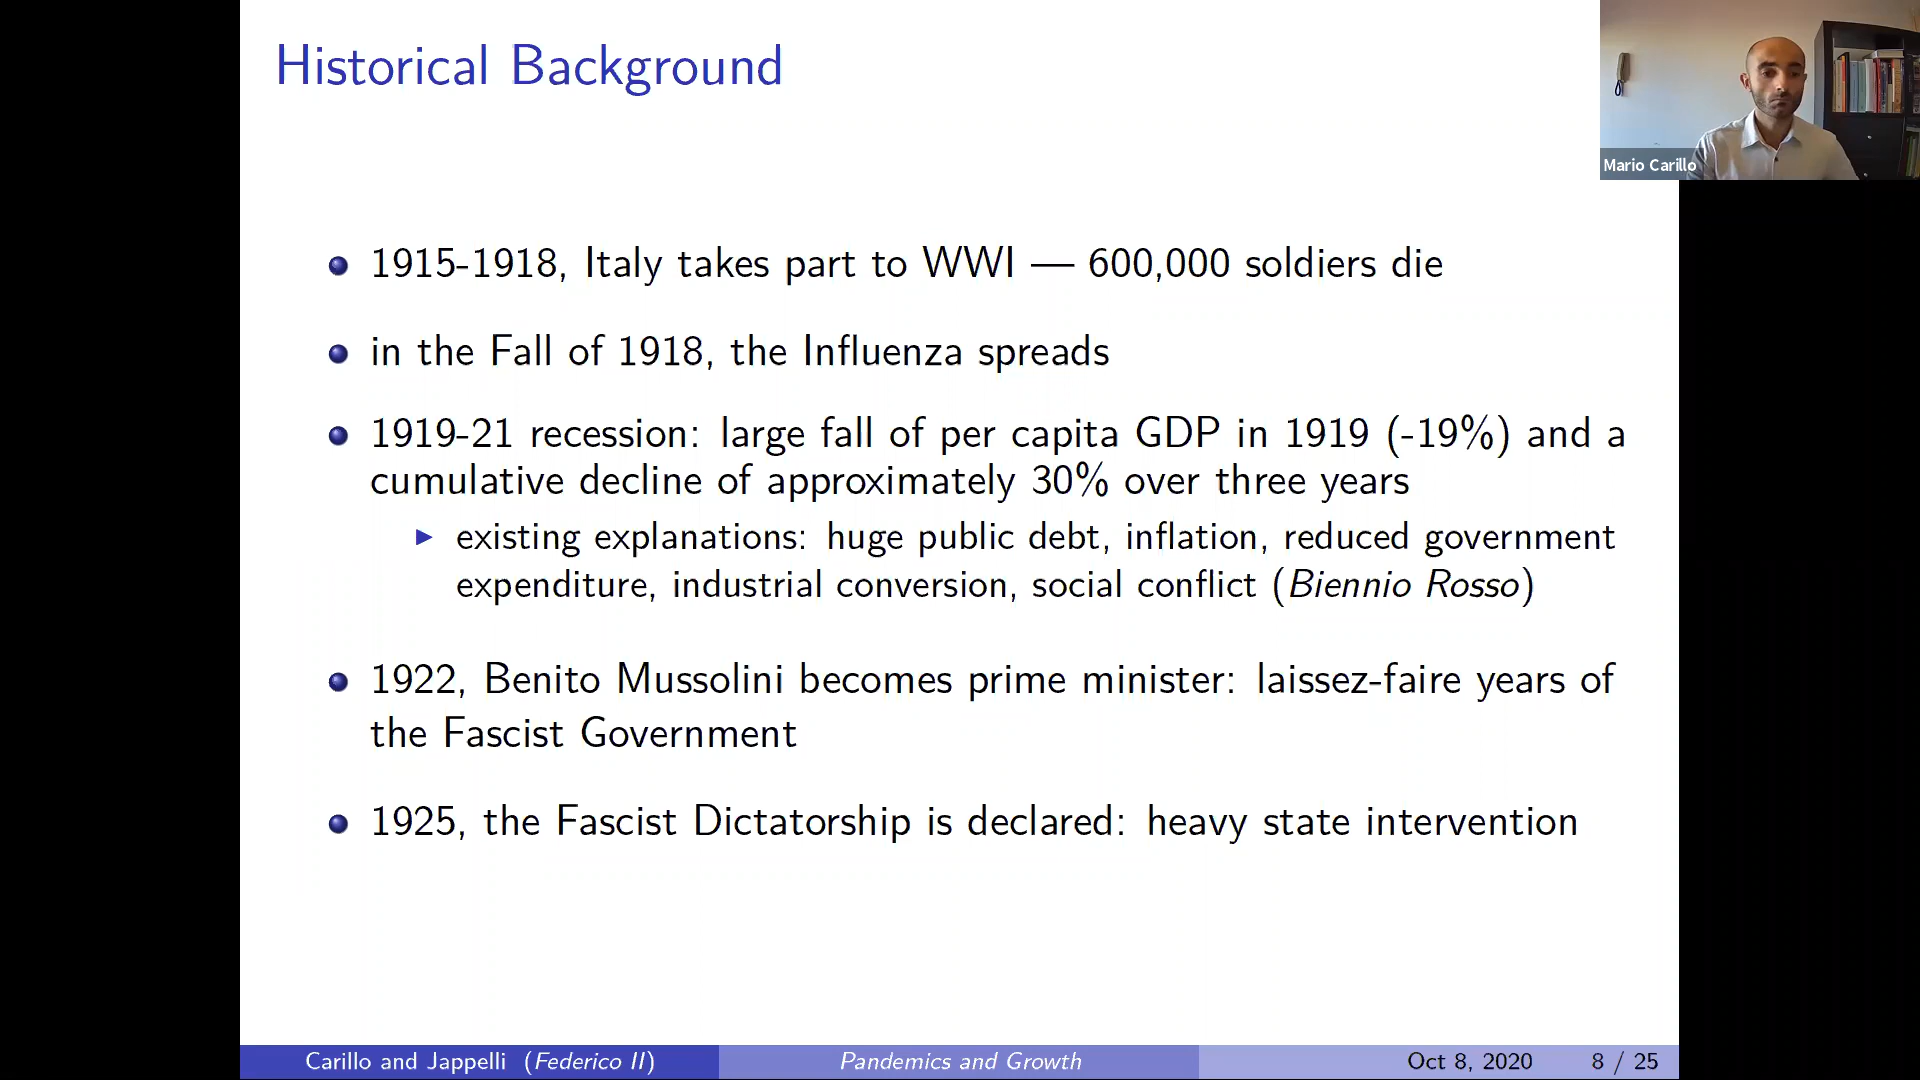 Historical Background
Mario Carillo
1915-1918, Italy takes part to WWI — 600,000 soldiers die
in the Fall of 1918, the Influenza spreads
1919-21 recession: large fall of per capita GDP in 1919 (-19%) and a
cumulative decline of approximately 30% over three years
existing explanations: huge public debt, inflation, reduced government
expenditure, industrial conversion, social conflict (Biennio Rosso)
1922, Benito Mussolini becomes prime minister: laissez-faire years of
the Fascist Government
1925, the Fascist Dictatorship is declared: heavy state intervention
Carillo and Jappelli (Federico II) Pandemics and Growth Oct 8, 2020 8 / 25